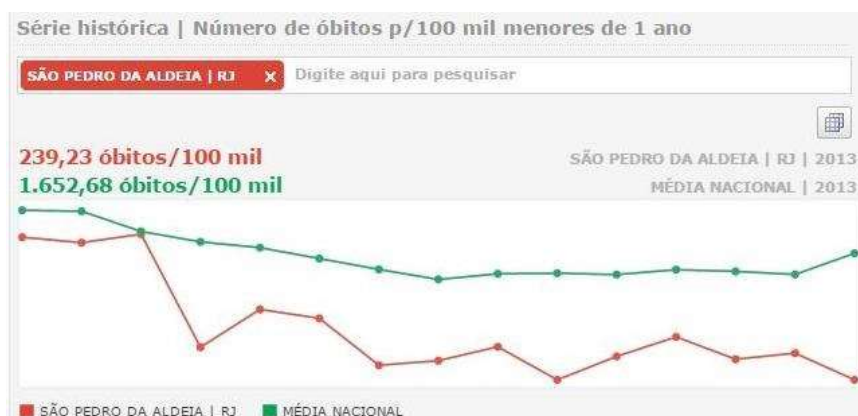 Série histórica | Número de óbitos p/100 mil menores de 1 ano
SÃO PEDRO DA ALDEIA | RJ x Digite aqui para pesquisar
239,23 óbitos/100 mil SÃO PEDRO DA ALDEIA | RJ | 2013
1.652,68 óbitos/100 mil MÉDIA NACIONAL | 2013
SÃO PEDRO DA ALDEIA | RJ MÉDIA NACIONAL